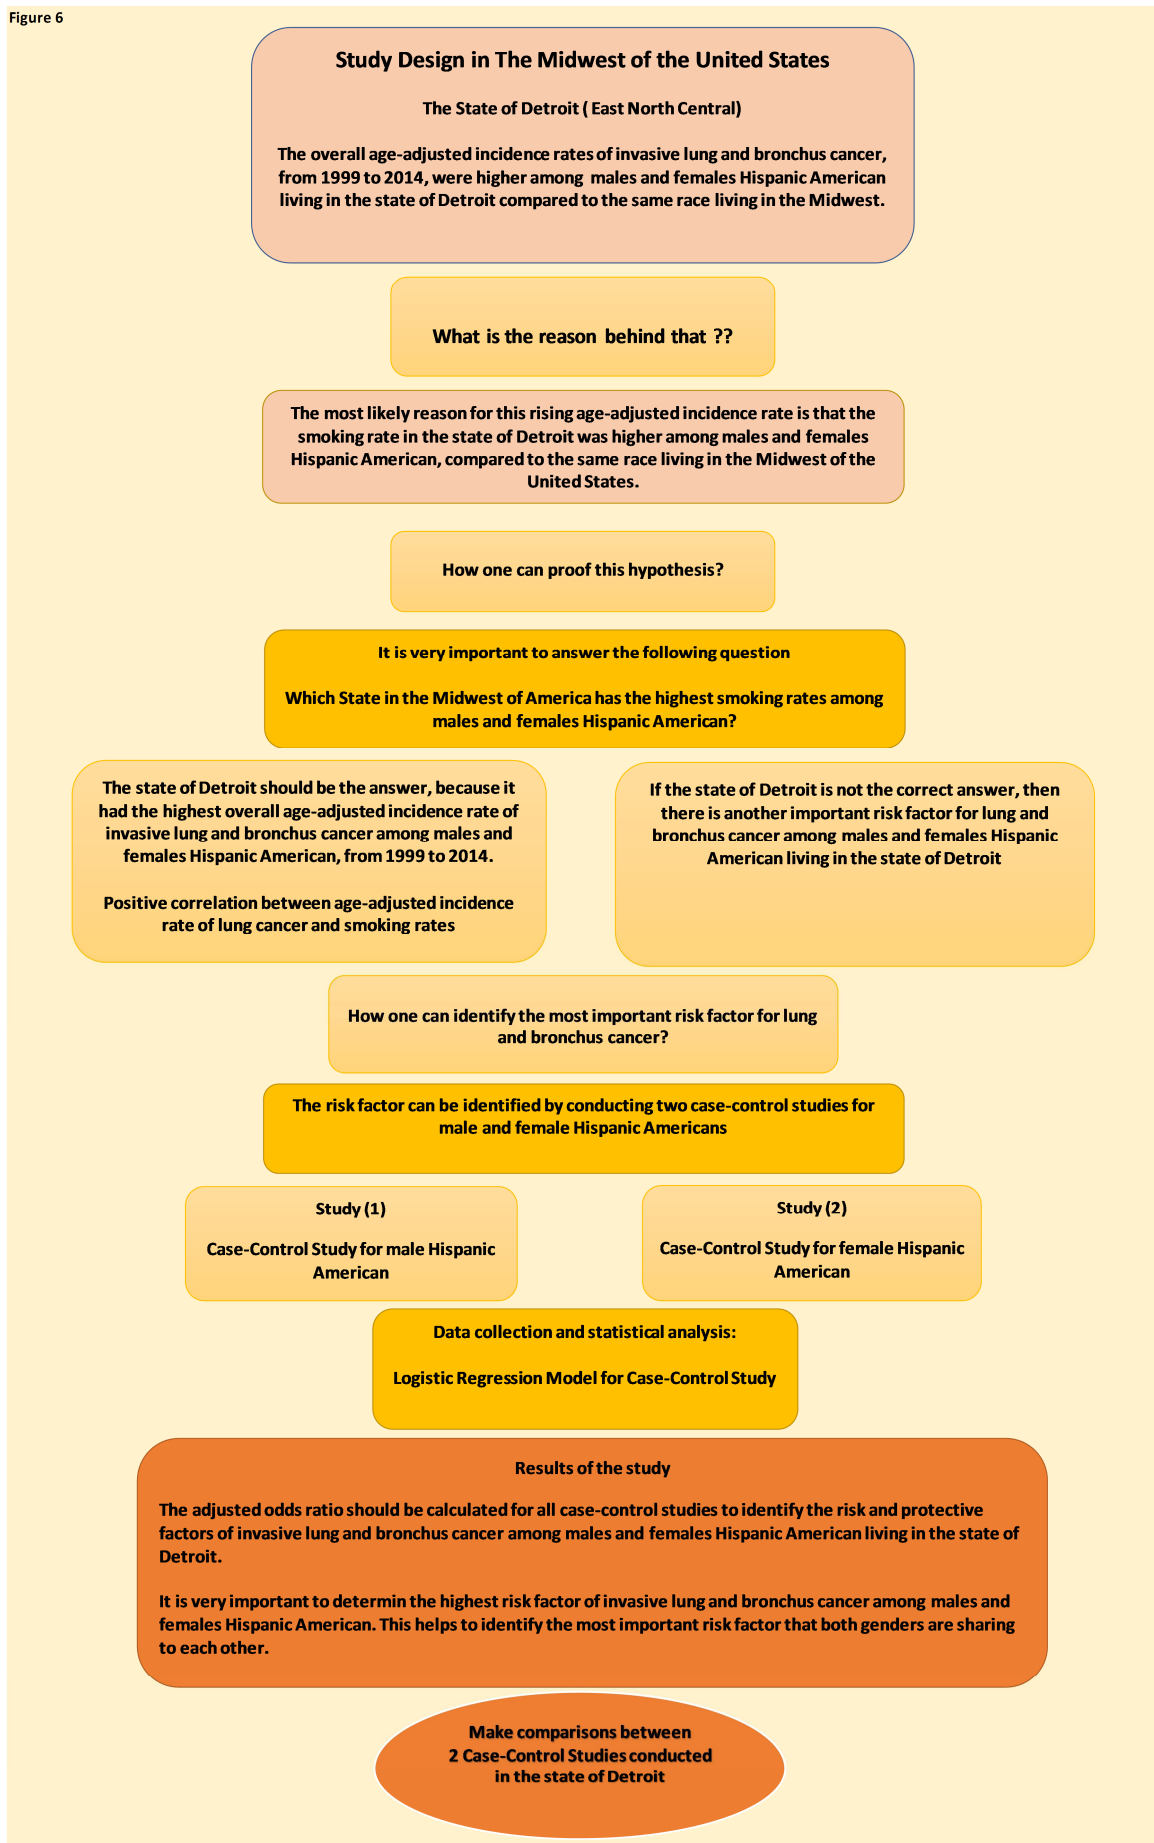 Figure 6
Study Design in The Midwest of the United States
The State of Detroit ( East North Central)
The overall age-adjusted incidence rates of invasive lung and bronchus cancer,
from 1999 to 2014, were higher among males and females Hispanic American
living in the state of Detroit compared to the same race living in the Midwest.
What is the reason behind that ??
The most likely reason for this rising age-adjusted incidence rate is that the
smoking rate in the state of Detroit was higher among males and females
Hispanic American, compared to the same race living in the Midwest of the
United States.
How one can proof this hypothesis?
It is very important to answer the following question
Which State in the Midwest of America has the highest smoking rates among
males and females Hispanic American?
The state of Detroit should be the answer, because it
had the highest overall age-adjusted incidence rate of
invasive lung and bronchus cancer among males and
females Hispanic American, from 1999 to 2014.
Positive correlation between age-adjusted incidence
rate of lung cancer and smoking rates
If the state of Detroit is not the correct answer, then
there is another important risk factor for lung and
bronchus cancer among males and females Hispanic
American living in the state of Detroit
How one can identify the most important risk factor for lung
and bronchus cancer?
The risk factor can be identified by conducting two case-control studies for
male and female Hispanic Americans
Study (1)
Case-Control Study for male Hispanic
American
Study (2)
Case-Control Study for female Hispanic
American
Data collection and statistical analysis:
Logistic Regression Model for Case-Control Study
Results of the study
The adjusted odds ratio should be calculated for all case-control studies to identify the risk and protective
factors of invasive lung and bronchus cancer among males and females Hispanic American living in the state of
Detroit.
It is very important to determin the highest risk factor of invasive lung and bronchus cancer among males and
females Hispanic American. This helps to identify the most important risk factor that both genders are sharing
to each other.
Make comparisons between
2 Case-Control Studies conducted
in the state of Detroit